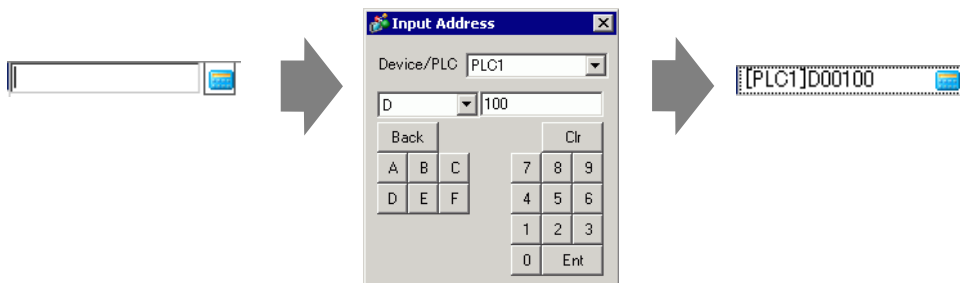 Input Address
Device/PLC PLC1
D 100
Back Clr
A B C 7 8 9
D E F 4 5 6
1 2 3
0 Ent
[PLC1]D00100